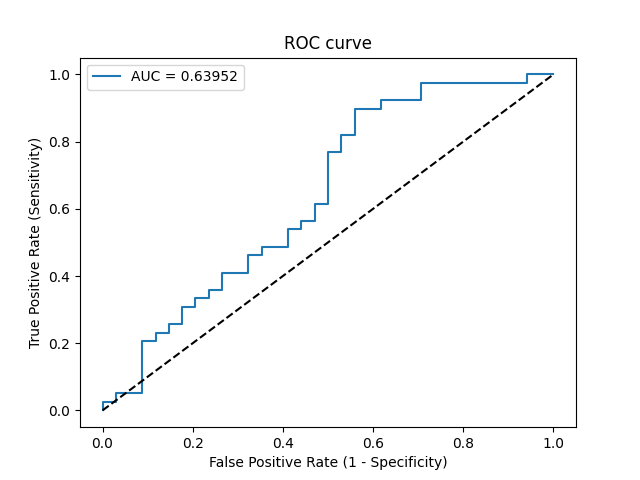 ROC curve
AUC = 0.63952
1.0
0.8
0.6
0.4
0.2
0.0
True Positive Rate (Sensitivity)
0.0 0.2 0.4 0.6 0.8 1.0
False Positive Rate (1 - Specificity)